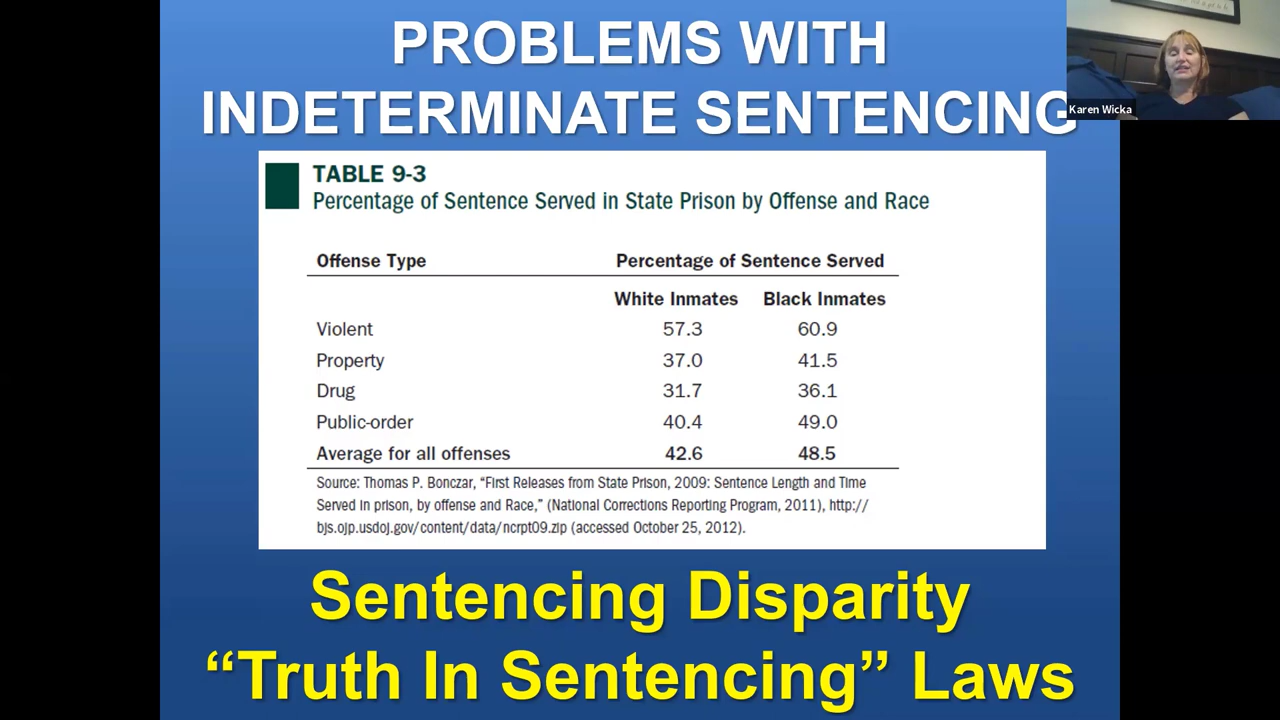 PROBLEMS WITH
INDETERMINATE SENTENCING
Karen Wicka
TABLE 9-3
Percentage of Sentence Served in State Prison by Offense and Race
Offense Type Percentage of Sentence Served
White Inmates Black Inmates
Violent 57.3 60.9
Property 37.0 41.5
Drug 31.7 36.1
Public-order 40.4 49.0
Average for all offenses 42.6 48.5
Source: Thomas P. Bonczar, “First Releases from State Prison, 2009: Sentence Length and Time
Served in prison, by offense and Race,” (National Corrections Reporting Program, 2011), http://
bjs.ojp.usdoj.gov/content/data/ncrpt09.zip (accessed October 25, 2012).
Sentencing Disparity
“Truth In Sentencing” Laws